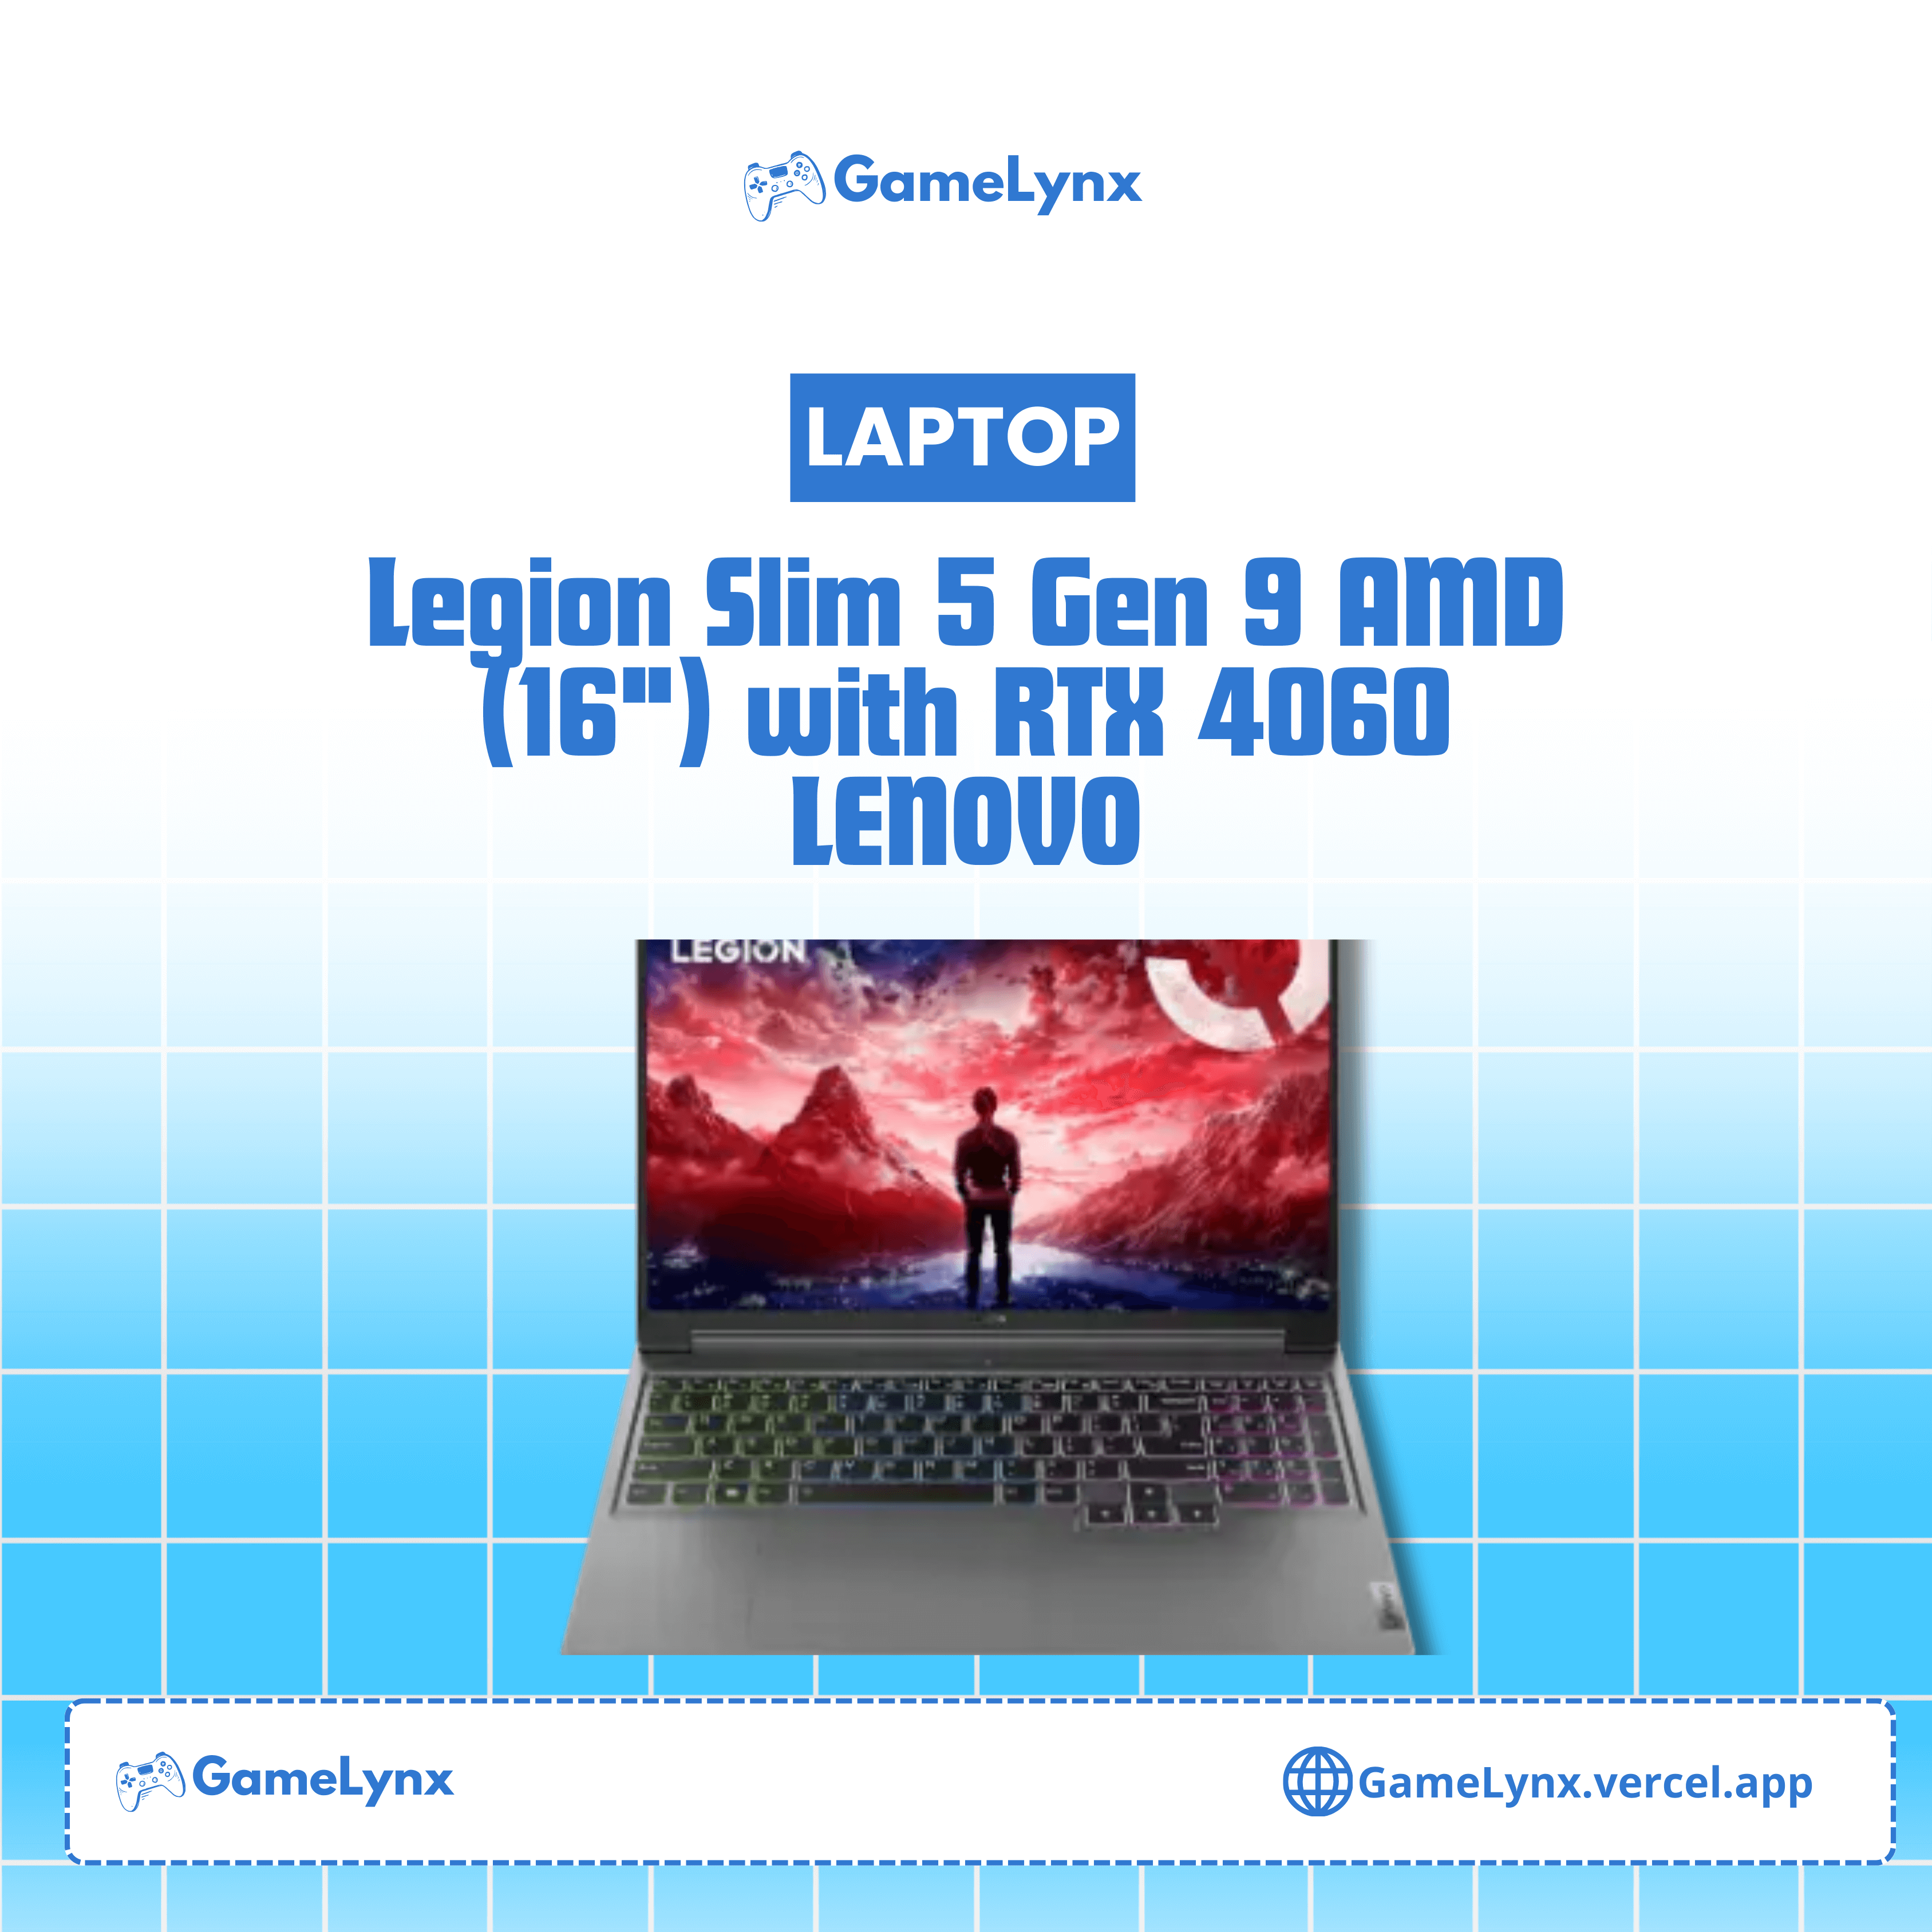 GameLynx
LAPTOP
Legion Slim 5 Gen 9 AMD
(16") with RTX 4060
LENOVO
LEGION
GameLynx
GameLynx.vercel.app